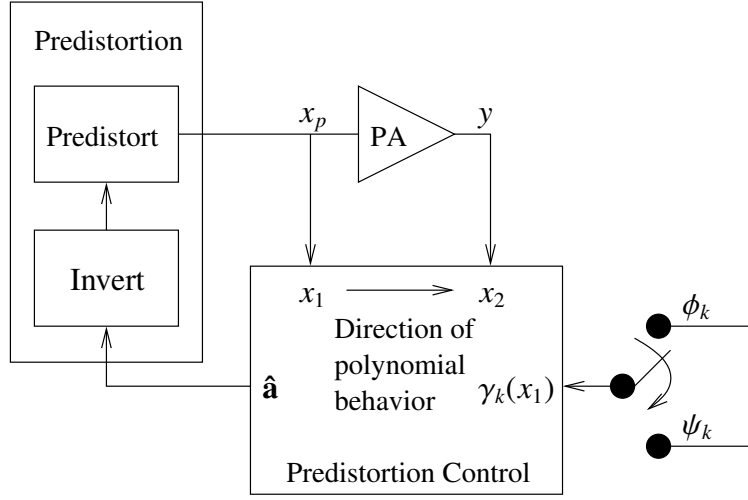 Predistortion
Predistort
x_p
PA
y
Invert
x_1
x_2
Direction of
polynomial
behavior
â
γ_k(x_1)
ϕ_k
ψ_k
Predistortion Control